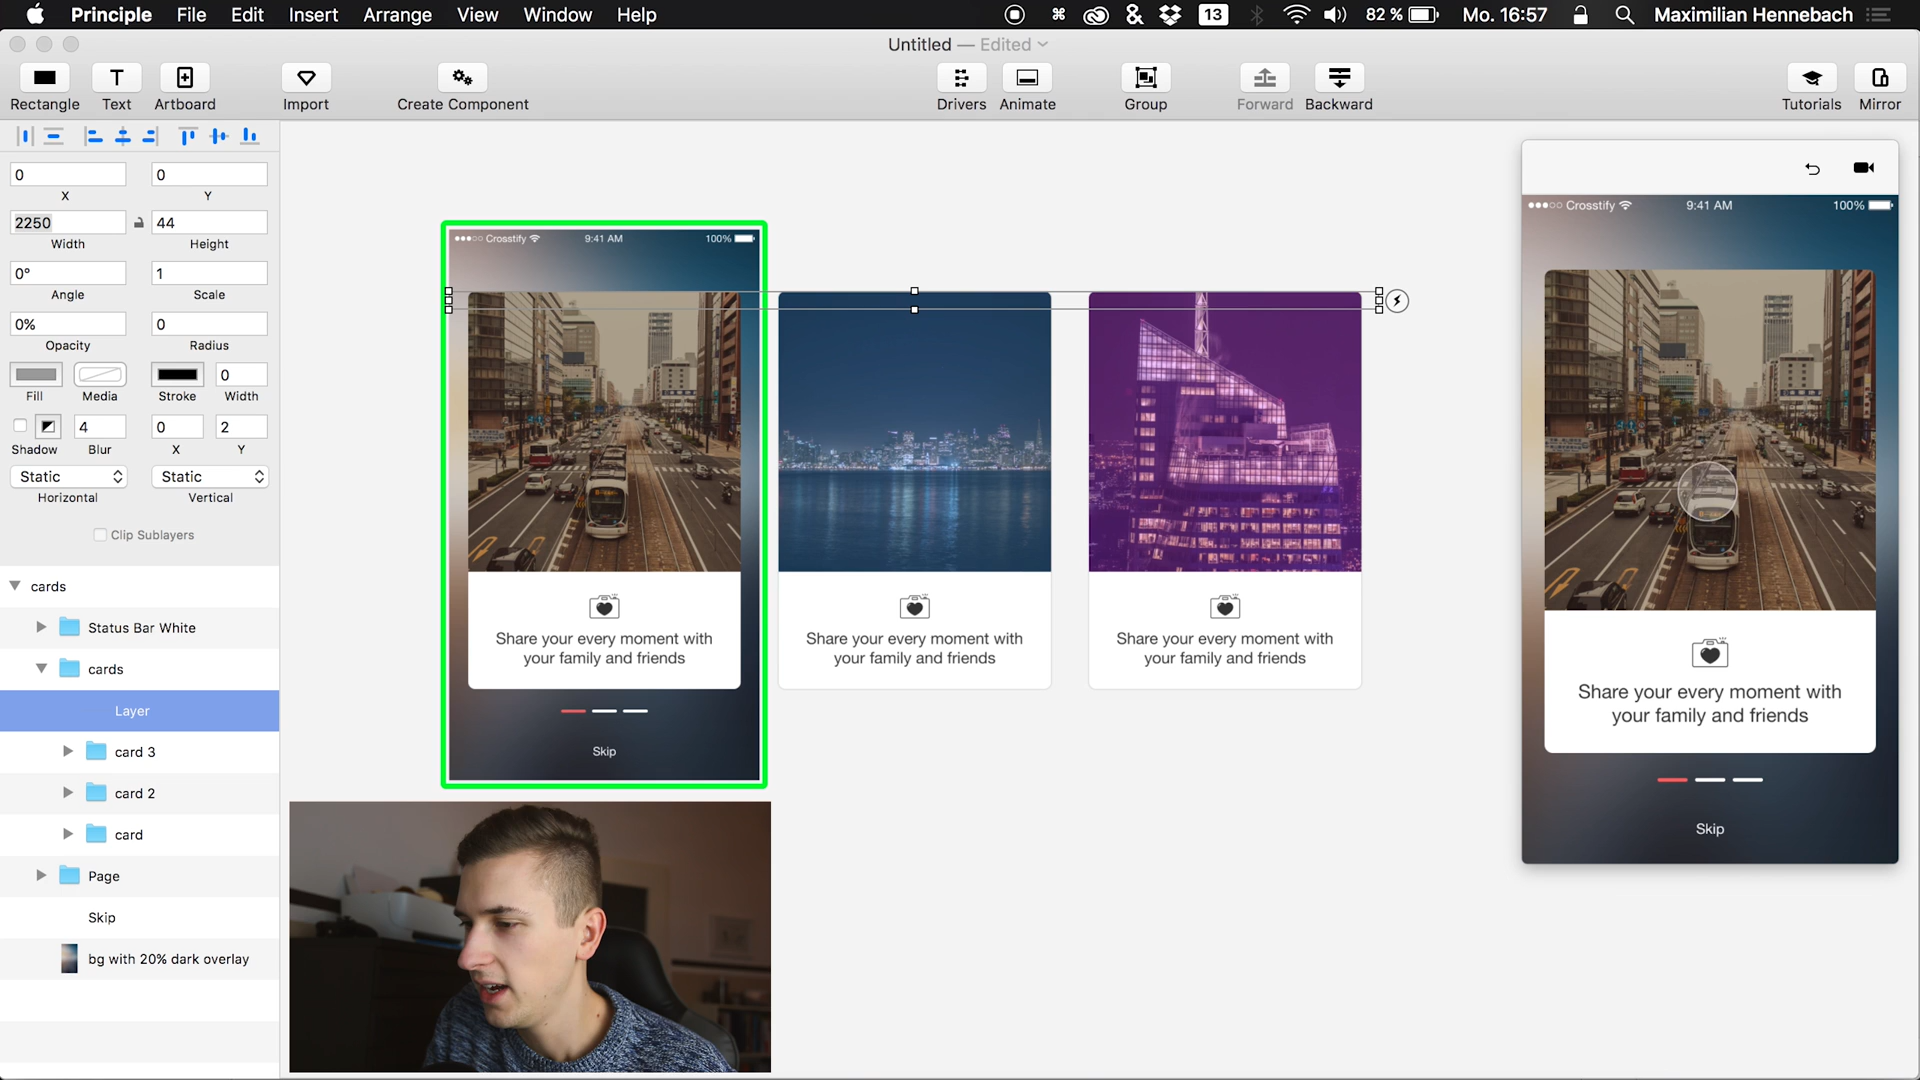 Principle File Edit Insert Arrange View Window Help 13 82 % Mo. 16:57 Maximilian Hennebach
Untitled — Edited
Rectangle Text Artboard Import Create Component Drivers Animate Group Forward Backward Tutorials Mirror
0 0
X Y
2250 44
Width Height
0° 1
Angle Scale
0% 0
Opacity Radius
0
Fill Media Stroke Width
4 0 2
Shadow Blur X Y
Static Static
Horizontal Vertical
Clip Sublayers
cards
Status Bar White
cards
Layer
card 3
card 2
card
Page
Skip
bg with 20% dark overlay
Crosstify 9:41 AM 100%
Share your every moment with
your family and friends
Skip
Share your every moment with
your family and friends
Share your every moment with
your family and friends
Crosstify 9:41 AM 100%
Share your every moment with
your family and friends
Skip